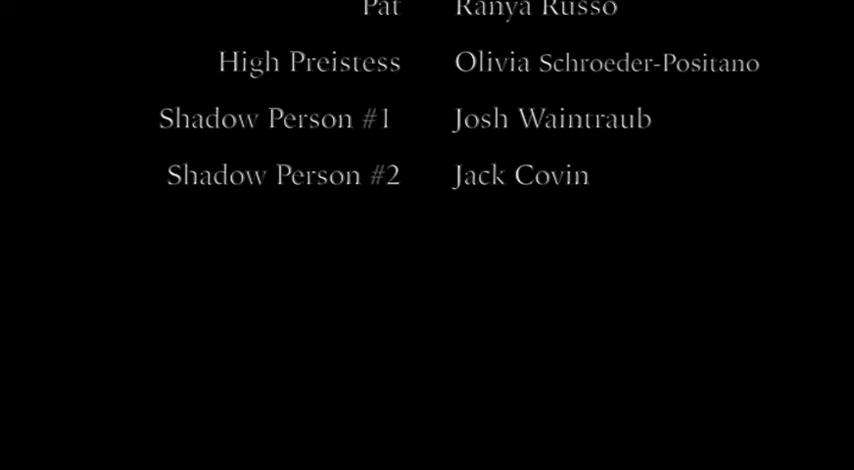 Pat Ranya Russo
High Preistess Olivia Schroeder-Positano
Shadow Person #1 Josh Waintraub
Shadow Person #2 Jack Covin